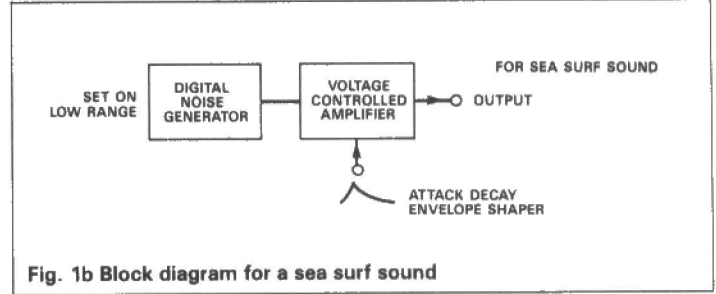 FOR SEA SURF SOUND
SET ON
LOW RANGE
DIGITAL
NOISE
GENERATOR
VOLTAGE
CONTROLLED
AMPLIFIER
OUTPUT
ATTACK DECAY
ENVELOPE SHAPER
Fig. 1b Block diagram for a sea surf sound